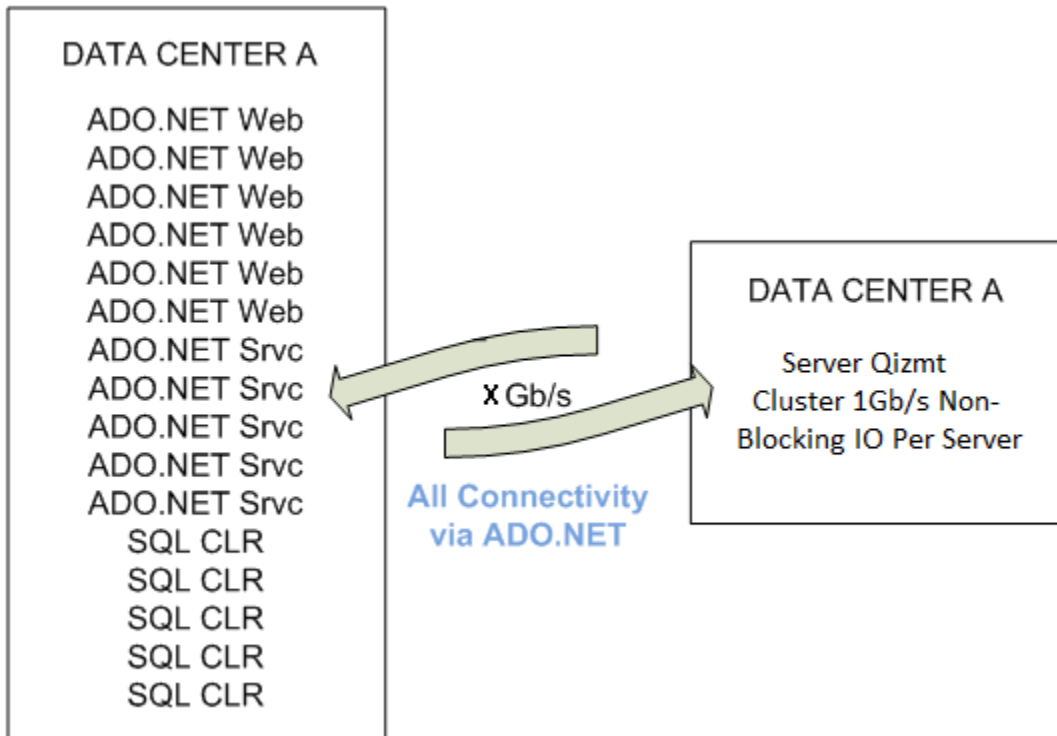 DATA CENTER A
ADO.NET Web
ADO.NET Web
ADO.NET Web
ADO.NET Web
ADO.NET Web
ADO.NET Web
ADO.NET Srvc
ADO.NET Srvc
ADO.NET Srvc
ADO.NET Srvc
ADO.NET Srvc
SQL CLR
SQL CLR
SQL CLR
SQL CLR
SQL CLR
X Gb/s
All Connectivity
via ADO.NET
DATA CENTER A
Server Qizmt
Cluster 1Gb/s Non-
Blocking IO Per Server